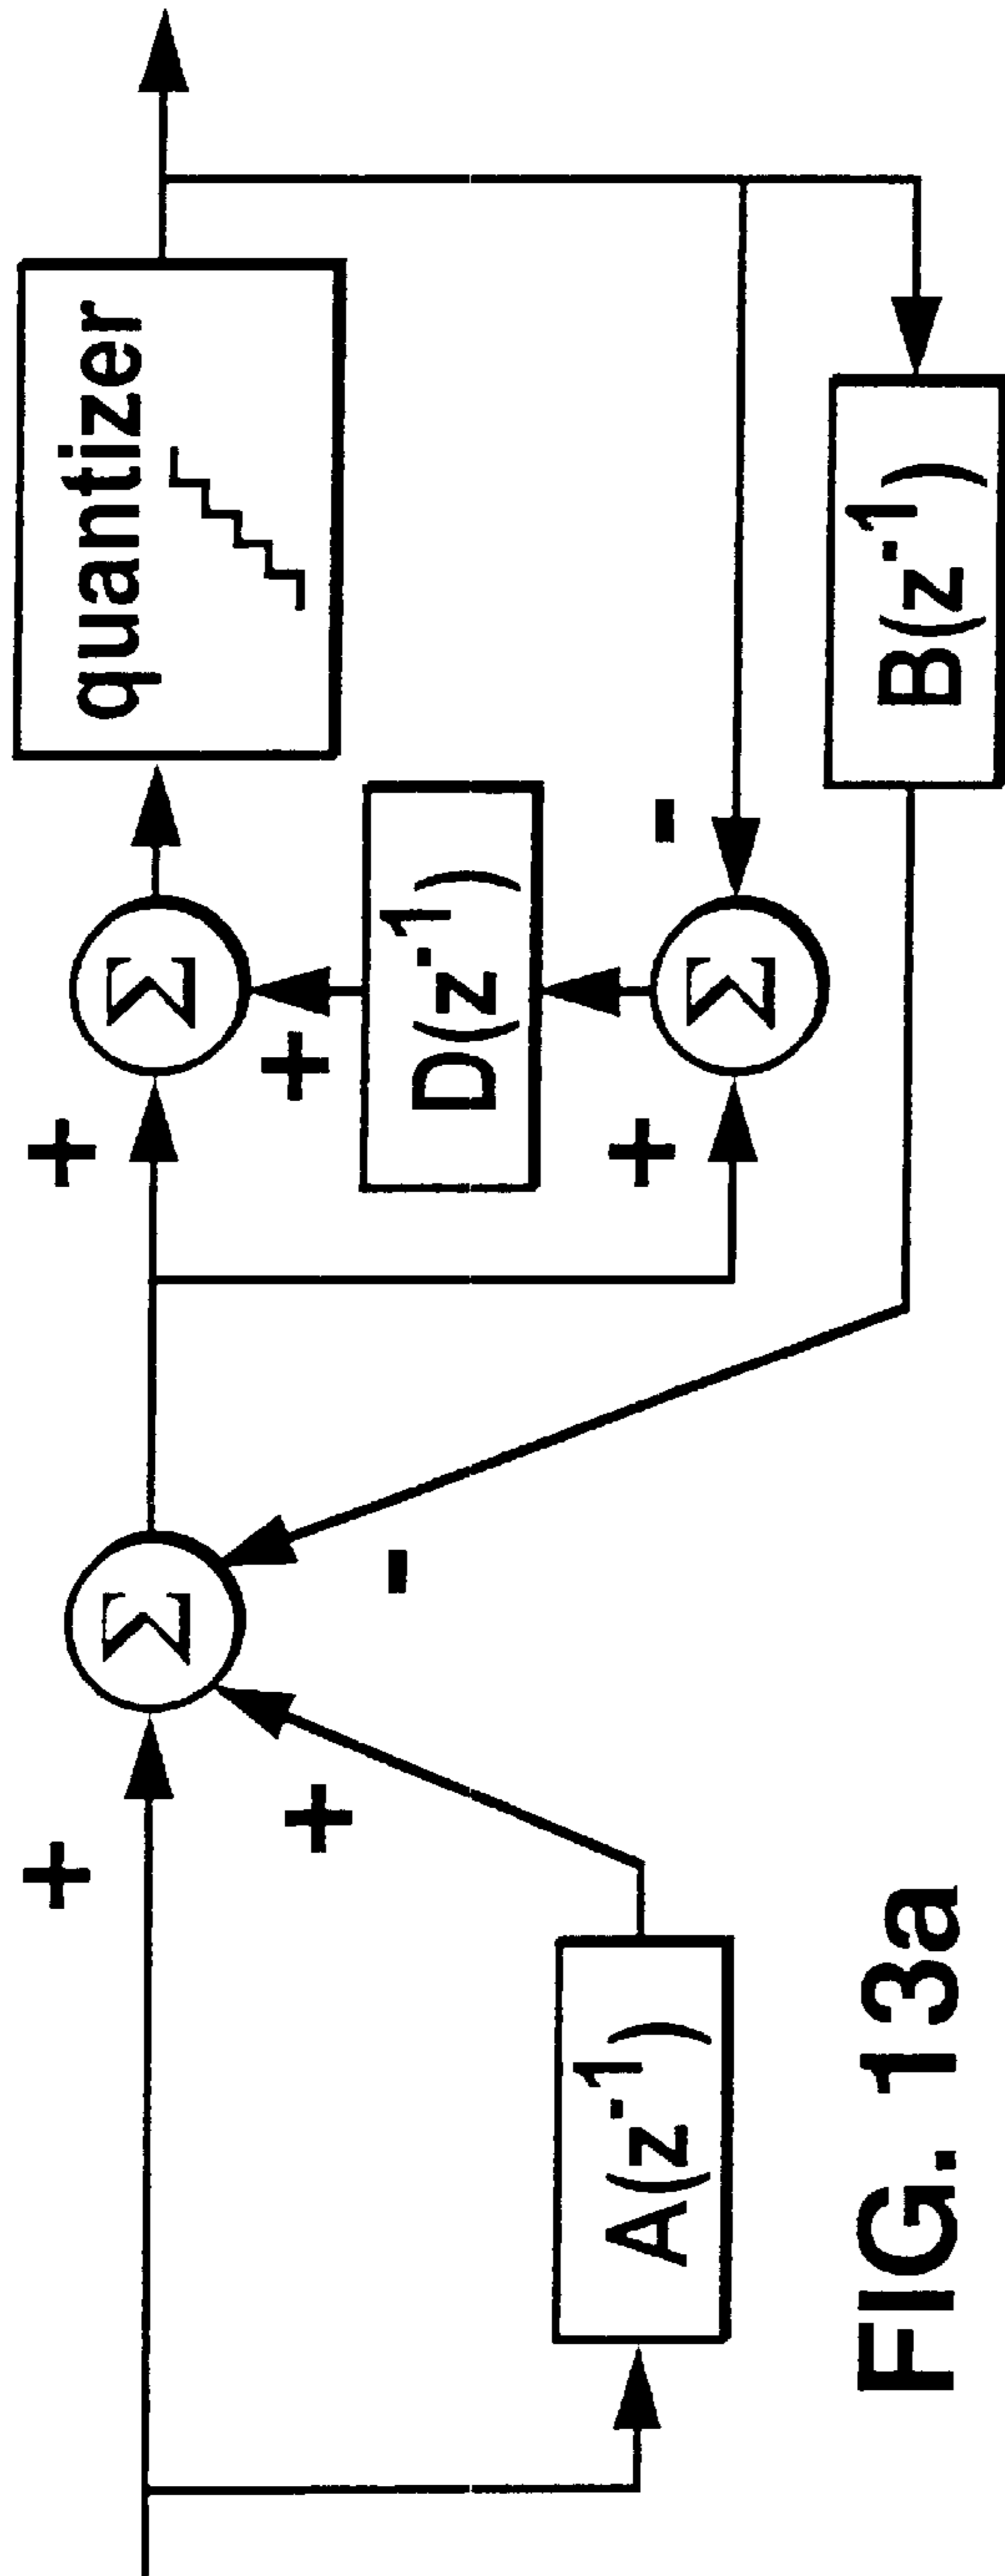 +
A(z⁻¹)
+
Σ
-
+
Σ
+
D(z⁻¹)
+
Σ
-
quantizer
B(z⁻¹)
FIG. 13a